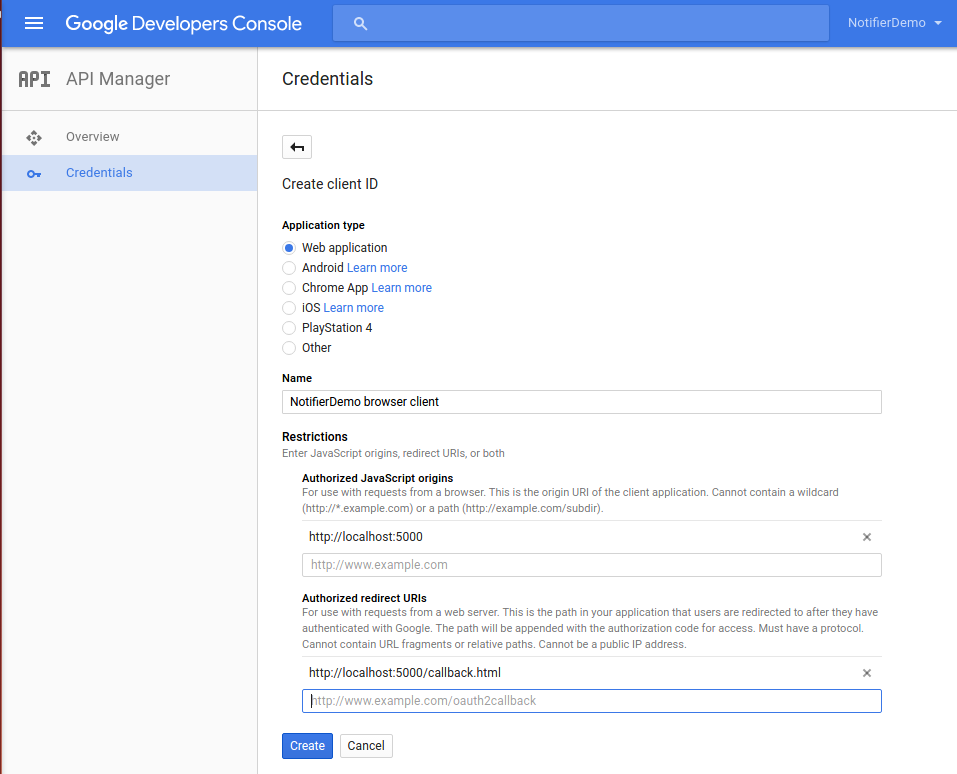 Google Developers Console
NotifierDemo
API
API Manager
Credentials
Overview
Credentials
Create client ID
Application type
Web application
Android Learn more
Chrome App Learn more
iOS Learn more
PlayStation 4
Other
Name
NotifierDemo browser client
Restrictions
Enter JavaScript origins, redirect URIs, or both
Authorized JavaScript origins
For use with requests from a browser. This is the origin URI of the client application. Cannot contain a wildcard
(http://*.example.com) or a path (http://example.com/subdir).
http://localhost:5000
http://www.example.com
Authorized redirect URIs
For use with requests from a web server. This is the path in your application that users are redirected to after they have
authenticated with Google. The path will be appended with the authorization code for access. Must have a protocol.
Cannot contain URL fragments or relative paths. Cannot be a public IP address.
http://localhost:5000/callback.html
http://www.example.com/oauth2callback
Create Cancel